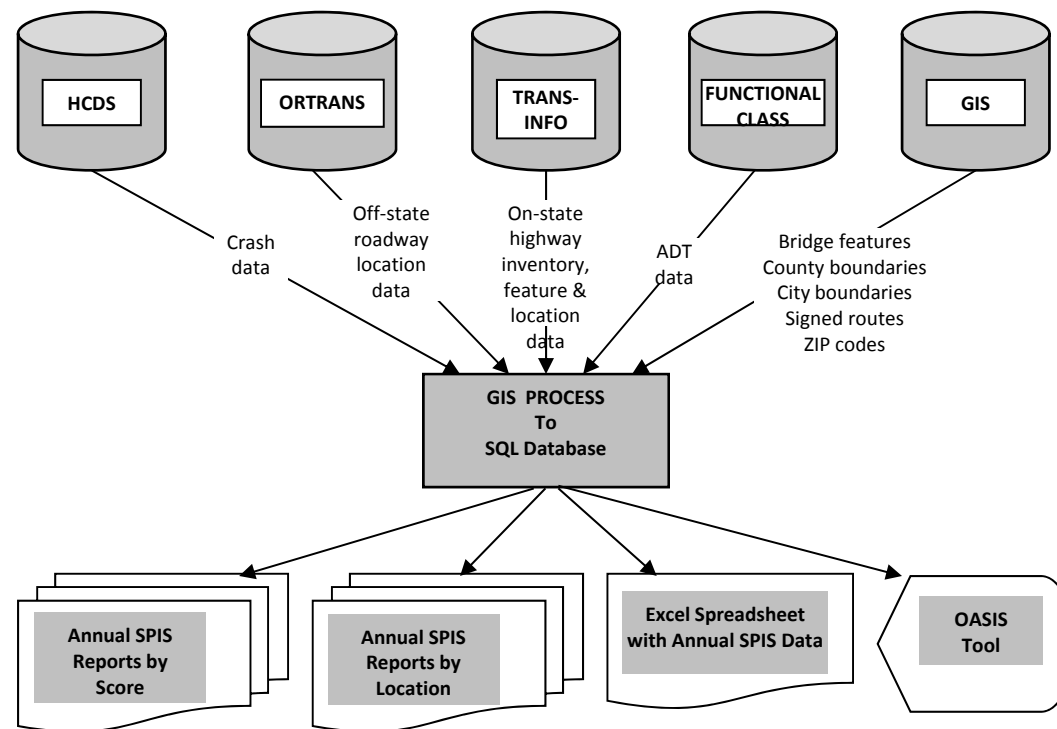 HCDS
ORTRANS
TRANS-
INFO
FUNCTIONAL
CLASS
GIS
Crash
data
Off-state
roadway
location
data
On-state
highway
inventory,
feature &
location
data
ADT
data
Bridge features
County boundaries
City boundaries
Signed routes
ZIP codes
GIS  PROCESS
To
SQL Database
Annual SPIS
Reports by
Score
Annual SPIS
Reports by
Location
Excel Spreadsheet
with Annual SPIS Data
OASIS
Tool